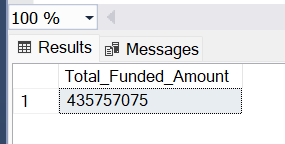 100 %
Results Messages
Total_Funded_Amount
1 435757075